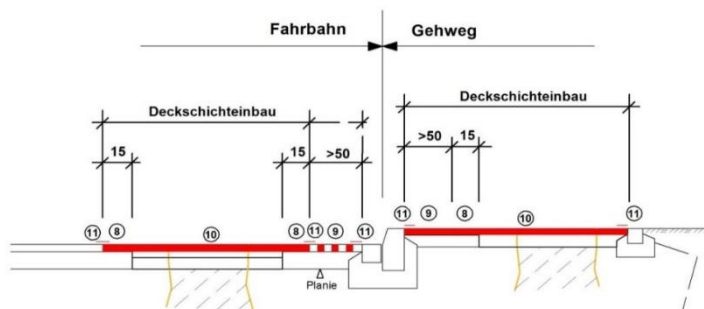 Fahrbahn Gehweg
Deckschichteinbau Deckschichteinbau
15 15 >50 >50 15
11 8 10 8 11 9 11 11 9 8 10 11
Planie